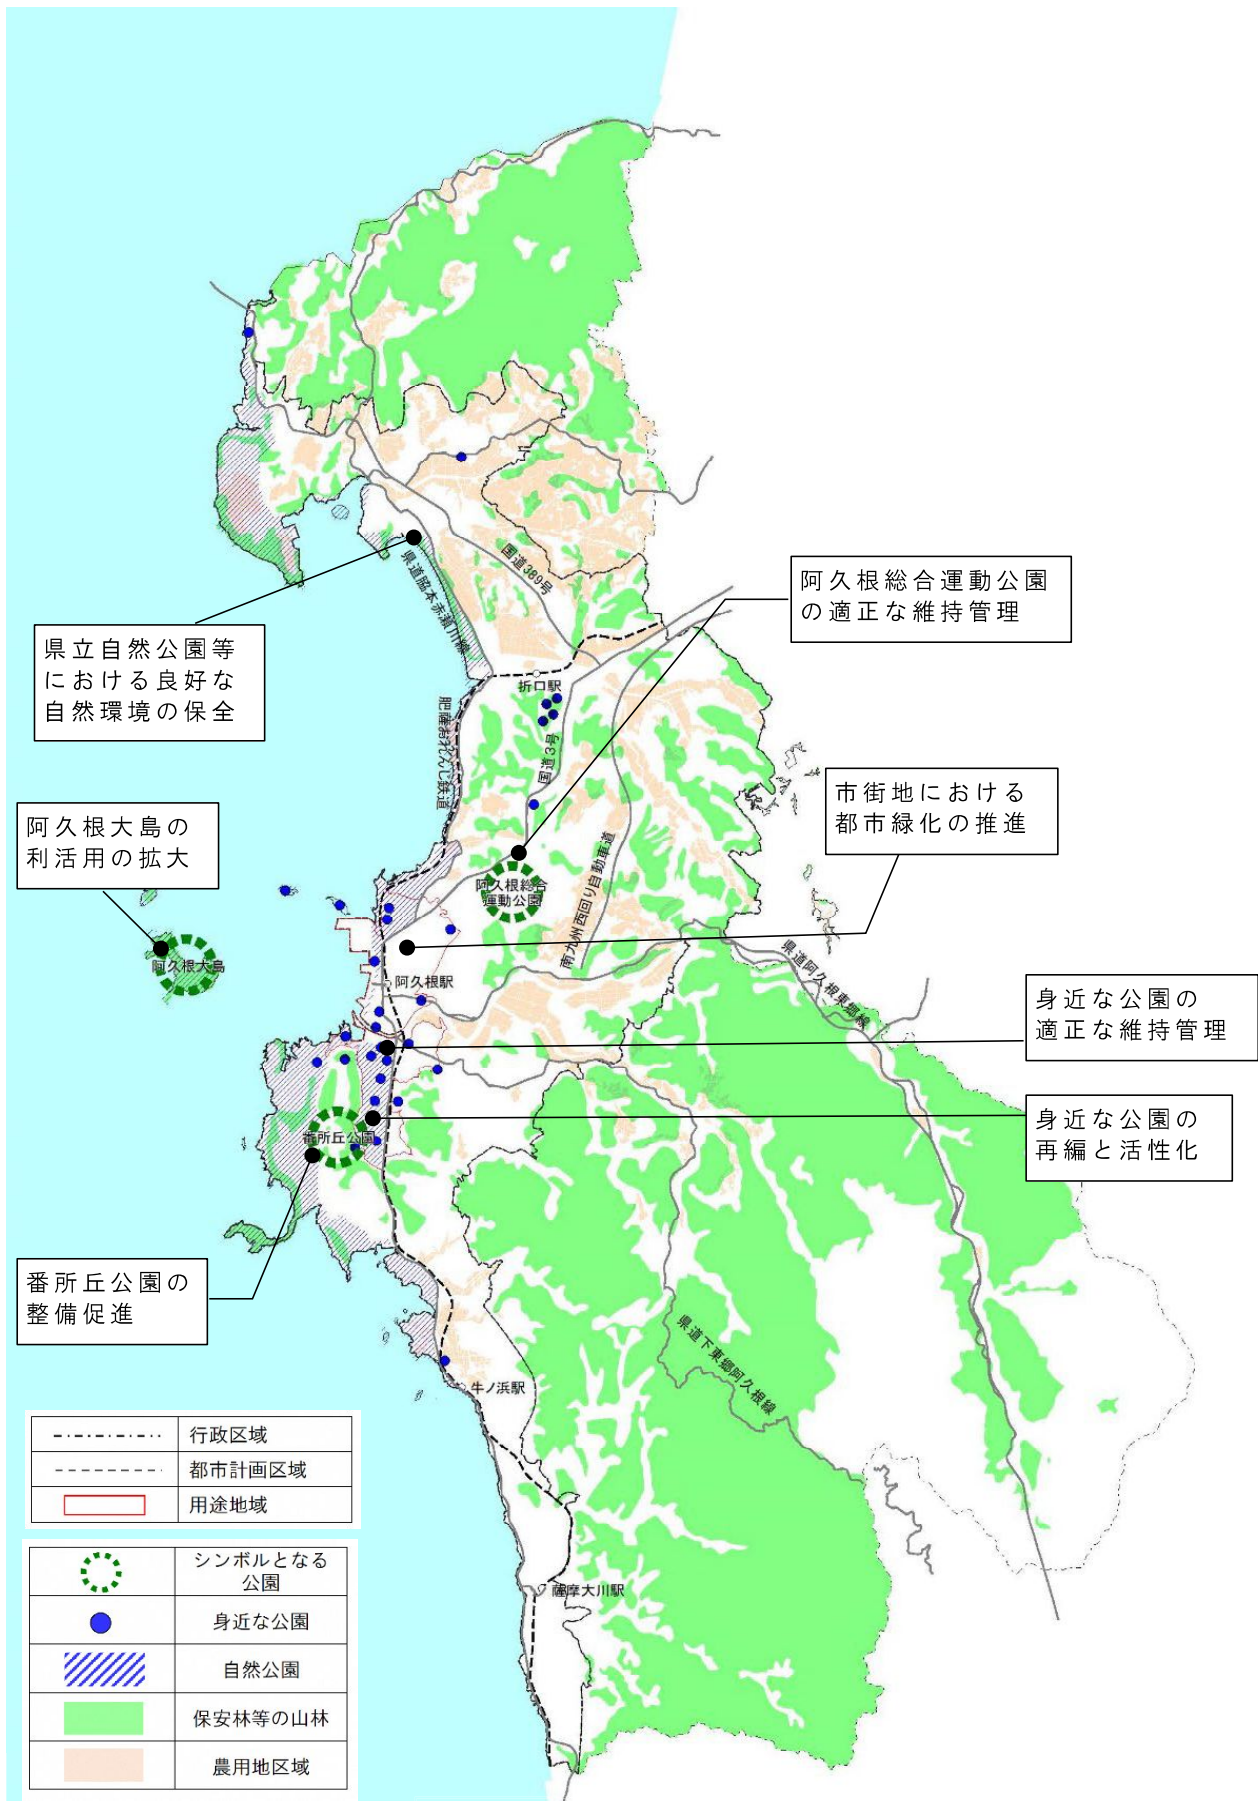 国道389号
県道脇本赤瀬川線
阿久根総合運動公園
の適正な維持管理
県立自然公園等
における良好な
自然環境の保全
折口駅
肥薩おれんじ鉄道
国道3号
市街地における
都市緑化の推進
阿久根大島の
利活用の拡大
南九州西回り自動車道
阿久根総合
運動公園
阿久根大島
阿久根駅
県道阿久根東郷線
身近な公園の
適正な維持管理
身近な公園の
再編と活性化
番所丘公園
番所丘公園の
整備促進
県道下東郷阿久根線
牛ノ浜駅
薩摩大川駅
行政区域
都市計画区域
用途地域
シンボルとなる
公園
身近な公園
自然公園
保安林等の山林
農用地区域